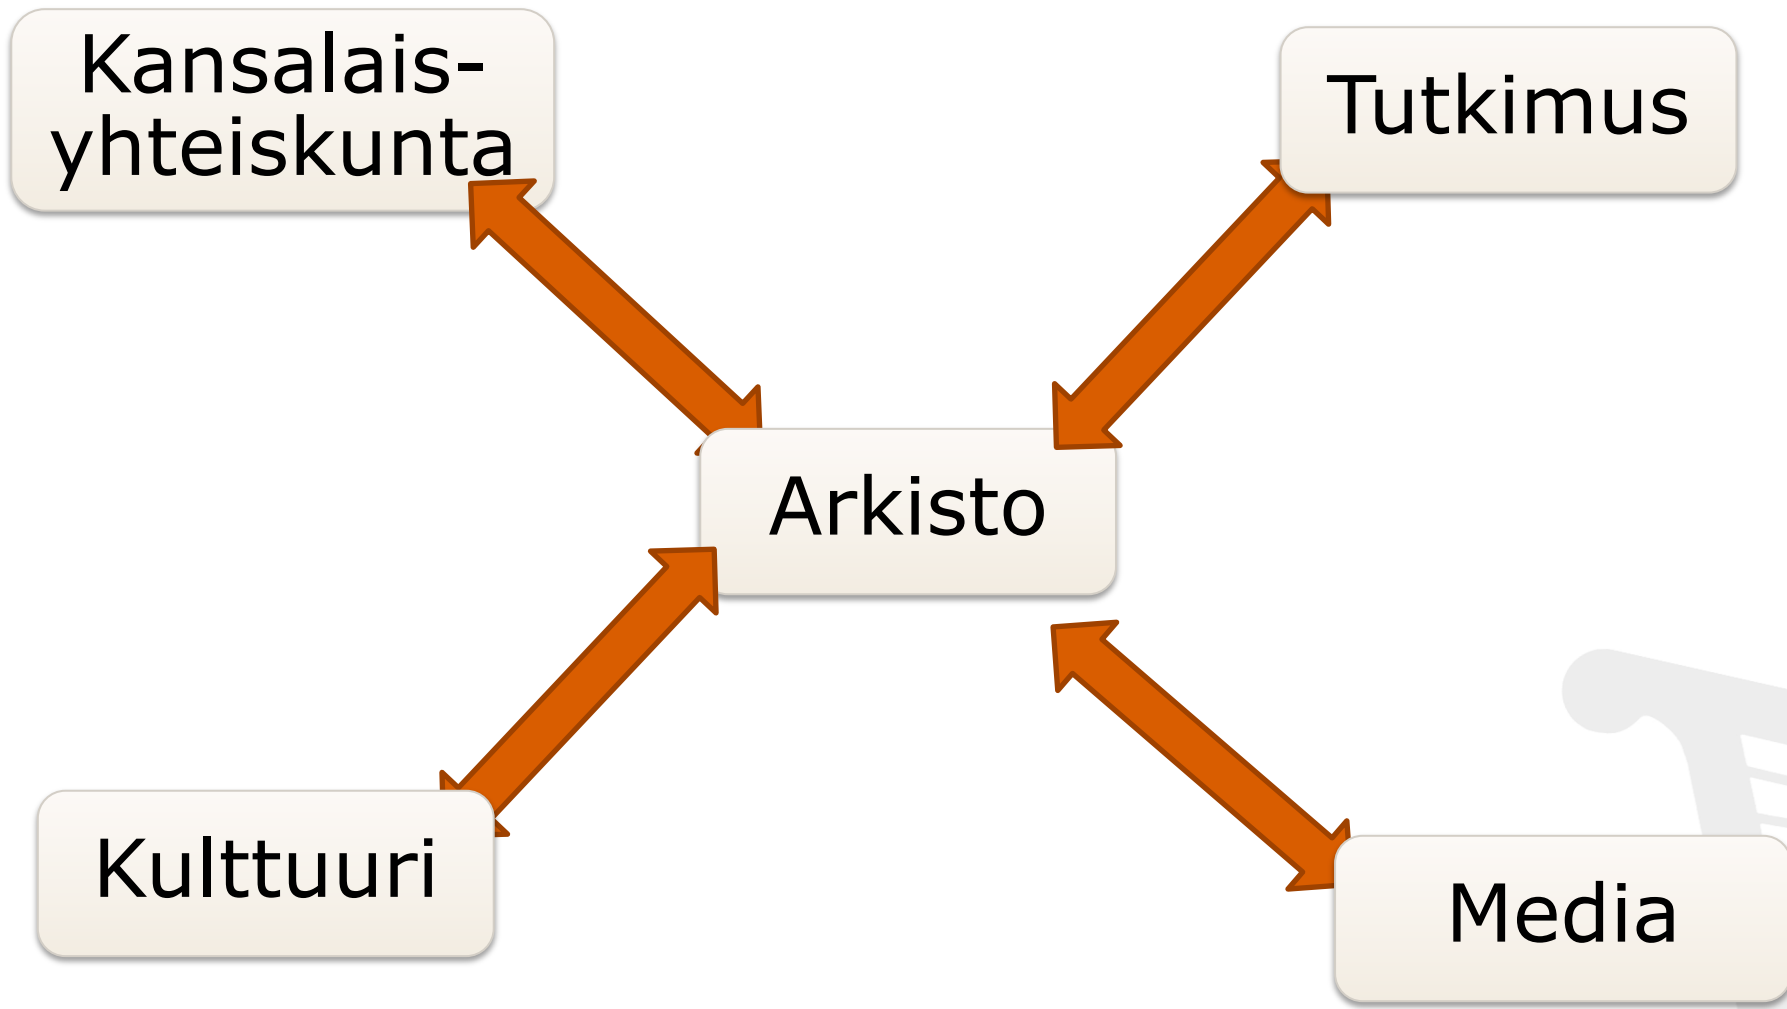 Kansalais-
yhteiskunta
Tutkimus
Arkisto
Kulttuuri
Media